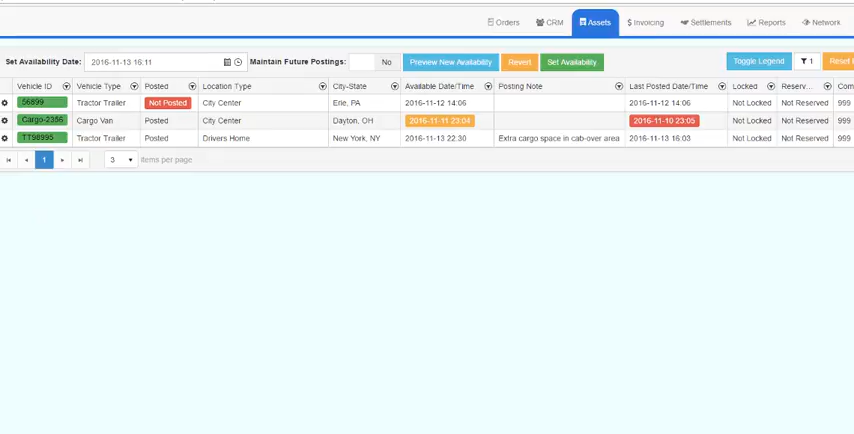 Orders CRM Assets $ Invoicing Settlements Reports Network
Set Availability Date: 2016-11-13 16.11 Maintain Future Postings: No Preview New Availability Revert Set Availability Toggle Legend 1 Reset
Vehicle ID Vehicle Type Posted Location Type City-State Available Date/Time Posting Note Last Posted Date/Time Locked Reserv... Com
56899 Tractor Trailer Not Posted City Center Erie, PA 2016-11-12 14:06 2016-11-12 14:06 Not Locked Not Reserved 999
Cargo-2356 Cargo Van Posted City Center Dayton, OH 2016-11-11 23:04 2016-11-10 23:05 Not Locked Not Reserved 999
TT98995 Tractor Trailer Posted Drivers Home New York, NY 2016-11-13 22.30 Extra cargo space in cab-over area 2016-11-13 16:03 Not Locked Not Reserved 999
1 3 items per page